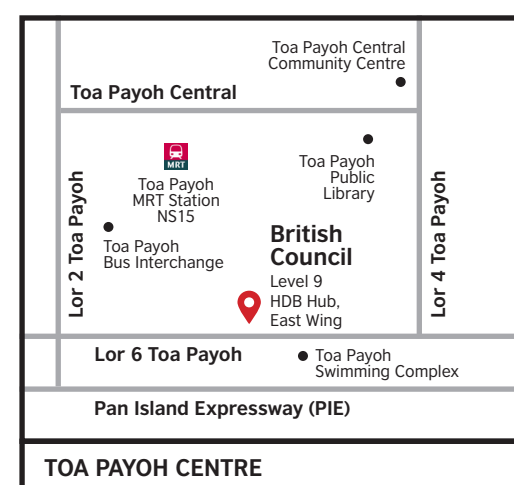 Toa Payoh Central
Community Centre
Toa Payoh Central
MRT
Toa Payoh
MRT Station
NS15
Toa Payoh
Public
Library
Lor 2 Toa Payoh
Toa Payoh
Bus Interchange
British
Council
Level 9
HDB Hub,
East Wing
Lor 4 Toa Payoh
Lor 6 Toa Payoh
Toa Payoh
Swimming Complex
Pan Island Expressway (PIE)
TOA PAYOH CENTRE